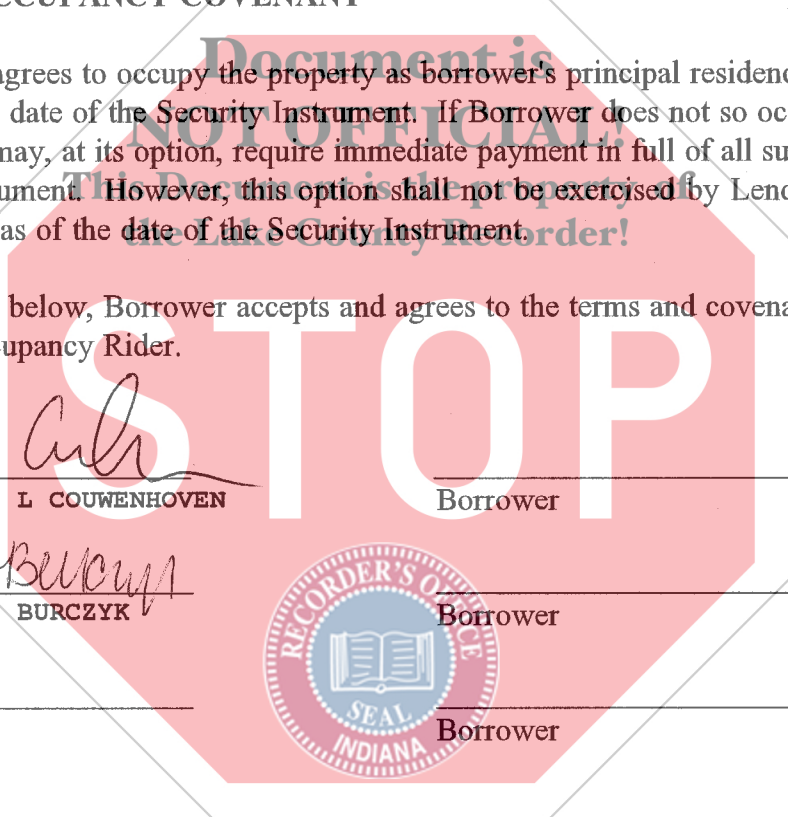 CCUPANCY COVENANT
Document is
agrees to occupy the property as borrower's principal residenc
date of the Security Instrument. If Borrower does not so oc
NOT OFFICIAL!
may, at its option, require immediate payment in full of all su
ument. However, this option shall not be exercised by Lend
This Document is the property of
as of the date of the Security Instrument.
the Lake County Recorder!
below, Borrower accepts and agrees to the terms and covena
upancy Rider.
STOP
L COUWENHOVEN
Borrower
Burczyk
BURCZYK
Borrower
RECORDER'S OFFICE
SEAL
INDIANA
Borrower